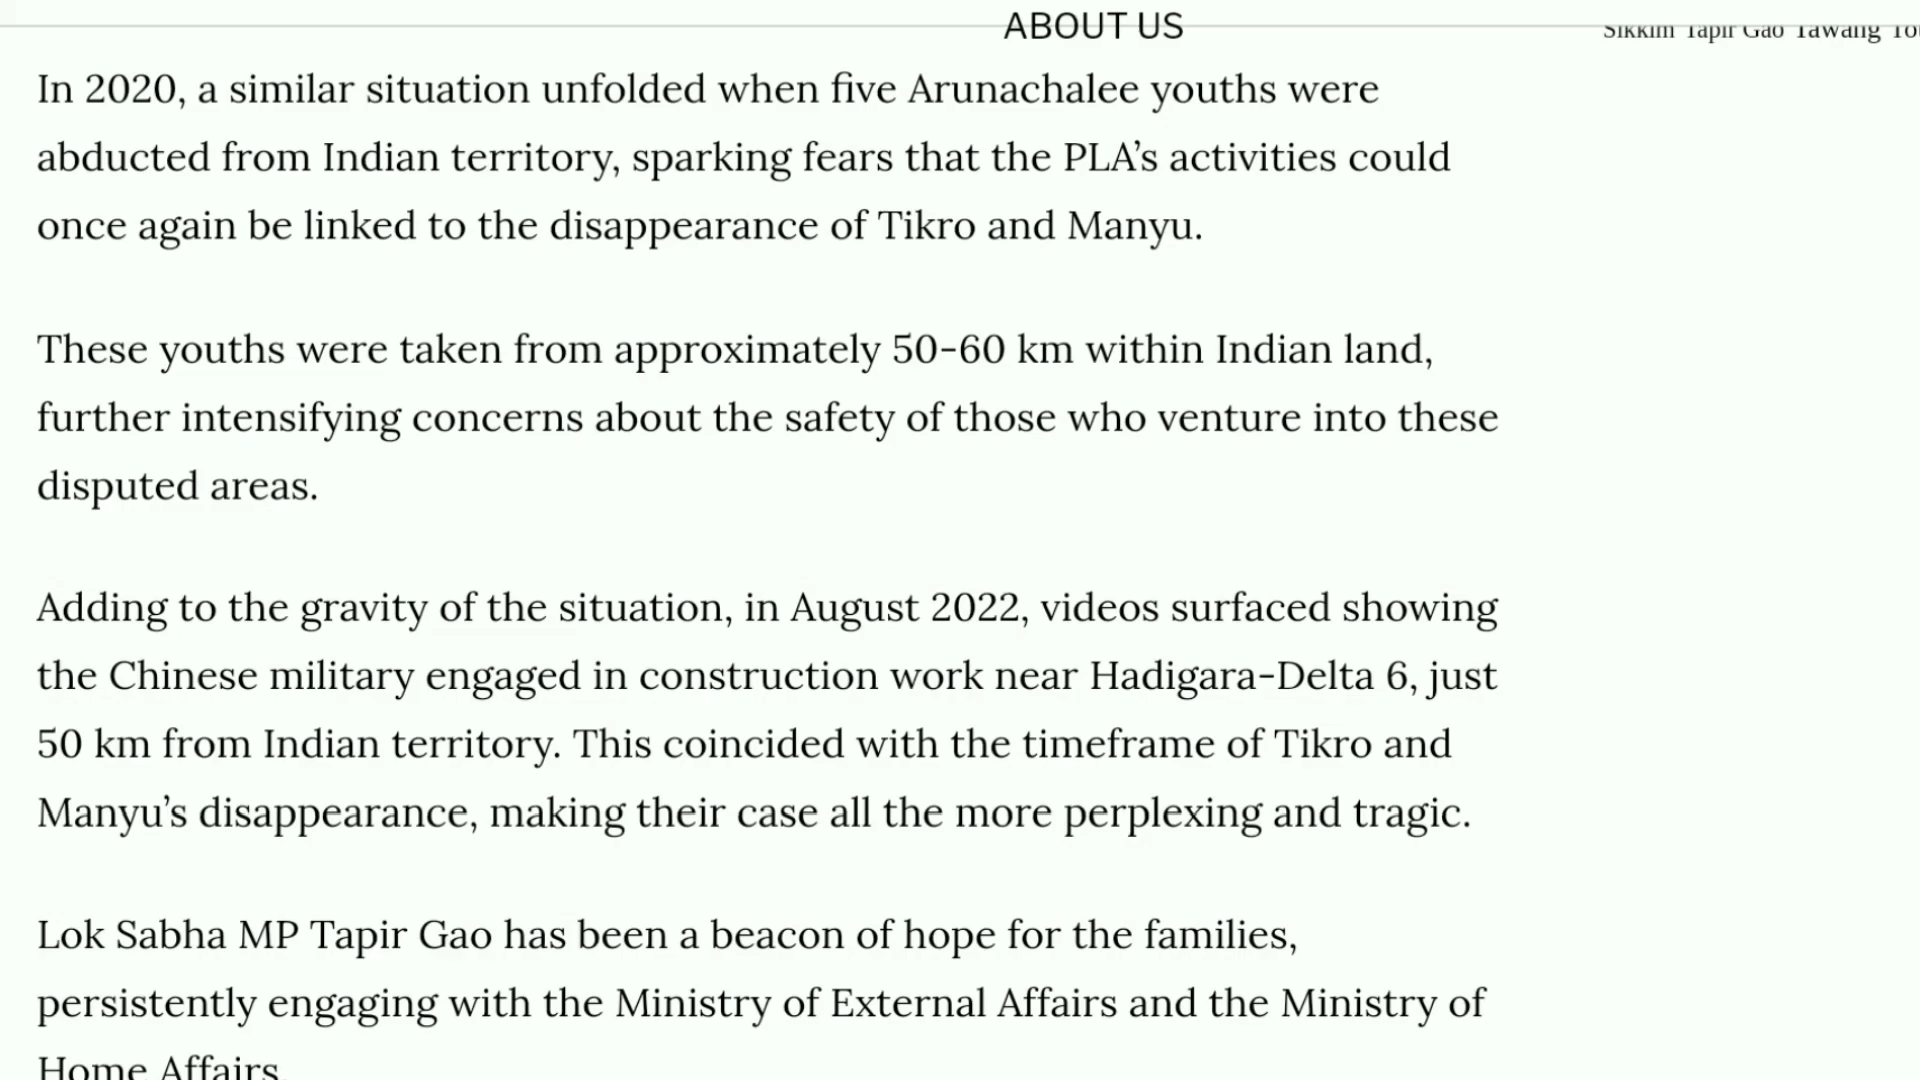 ABOUT US
Sikkim Tapir Gao Tawang
In 2020, a similar situation unfolded when five Arunachalee youths were
abducted from Indian territory, sparking fears that the PLA’s activities could
once again be linked to the disappearance of Tikro and Manyu.
These youths were taken from approximately 50-60 km within Indian land,
further intensifying concerns about the safety of those who venture into these
disputed areas.
Adding to the gravity of the situation, in August 2022, videos surfaced showing
the Chinese military engaged in construction work near Hadigara-Delta 6, just
50 km from Indian territory. This coincided with the timeframe of Tikro and
Manyu’s disappearance, making their case all the more perplexing and tragic.
Lok Sabha MP Tapir Gao has been a beacon of hope for the families,
persistently engaging with the Ministry of External Affairs and the Ministry of
Home Affairs.